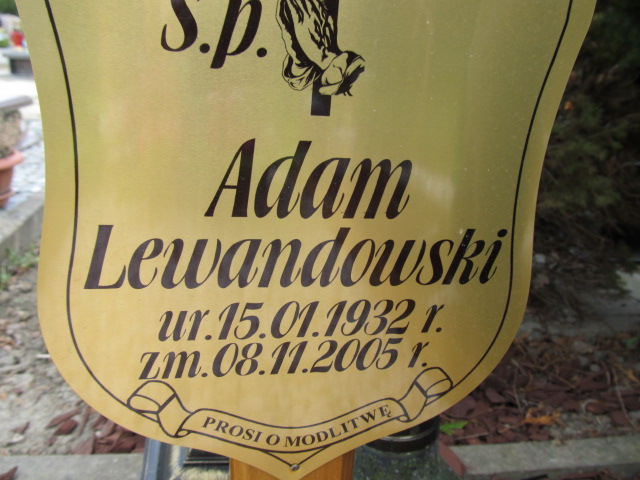 Ś.p.
Adam
Lewandowski
ur.15.01.1932 r.
zm.08.11.2005 r.
PROSI O MODLITWĘ